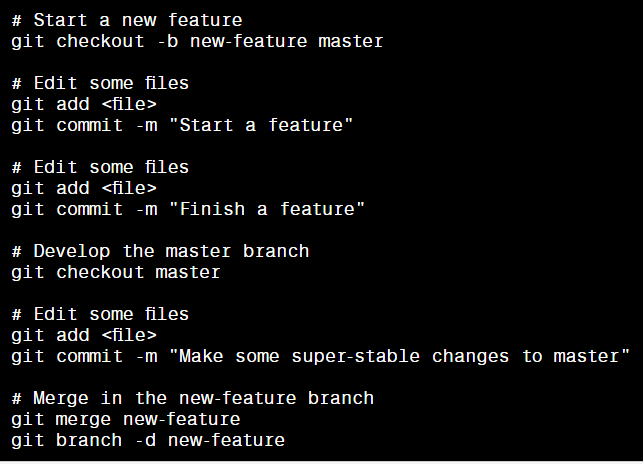 # Start a new feature
git checkout -b new-feature master
# Edit some files
git add <file>
git commit -m "Start a feature"
# Edit some files
git add <file>
git commit -m "Finish a feature"
# Develop the master branch
git checkout master
# Edit some files
git add <file>
git commit -m "Make some super-stable changes to master"
# Merge in the new-feature branch
git merge new-feature
git branch -d new-feature